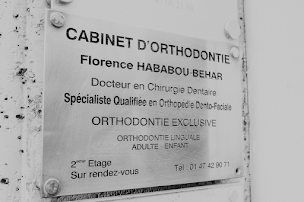 CABINET D'ORTHODONTIE
Florence HABABOU-BEHAR
Docteur en Chirurgie Dentaire
Spécialiste Qualifiée en Orthopédie Dento-Faciale
ORTHODONTIE EXCLUSIVE
ORTHODONTIE LINGUALE
ADULTE - ENFANT
2ème Etage
Sur rendez-vous
Tél : 01 47 42 90 71